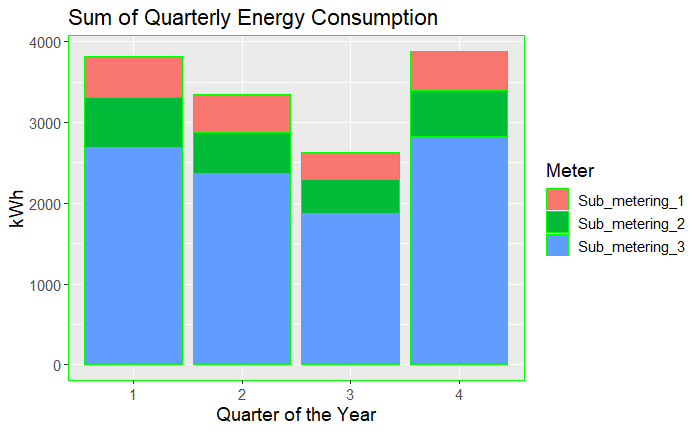 Sum of Quarterly Energy Consumption
4000
3000
2000
1000
0
kWh
1 2 3 4
Quarter of the Year
Meter
Sub_metering_1
Sub_metering_2
Sub_metering_3